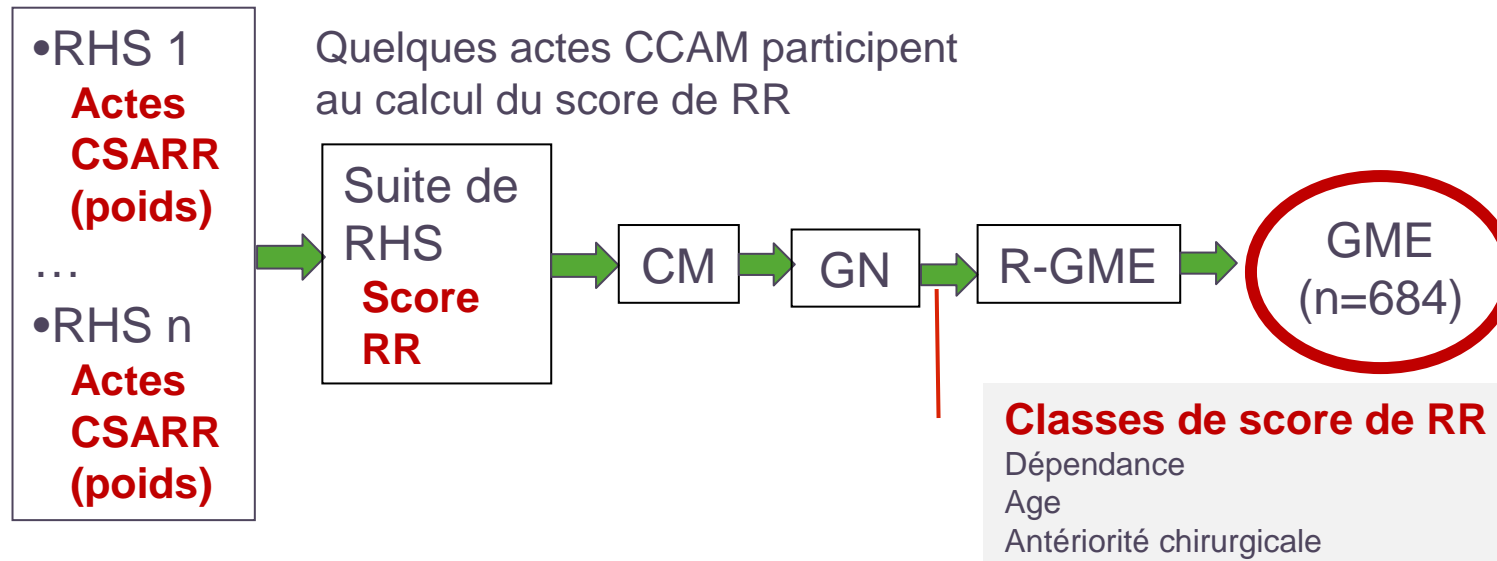 •RHS 1
Actes
CSARR
(poids)
…
•RHS n
Actes
CSARR
(poids)
Quelques actes CCAM participent
au calcul du score de RR
Suite de
RHS
Score
RR
CM
GN
R-GME
GME
(n=684)
Classes de score de RR
Dépendance
Age
Antériorité chirurgicale